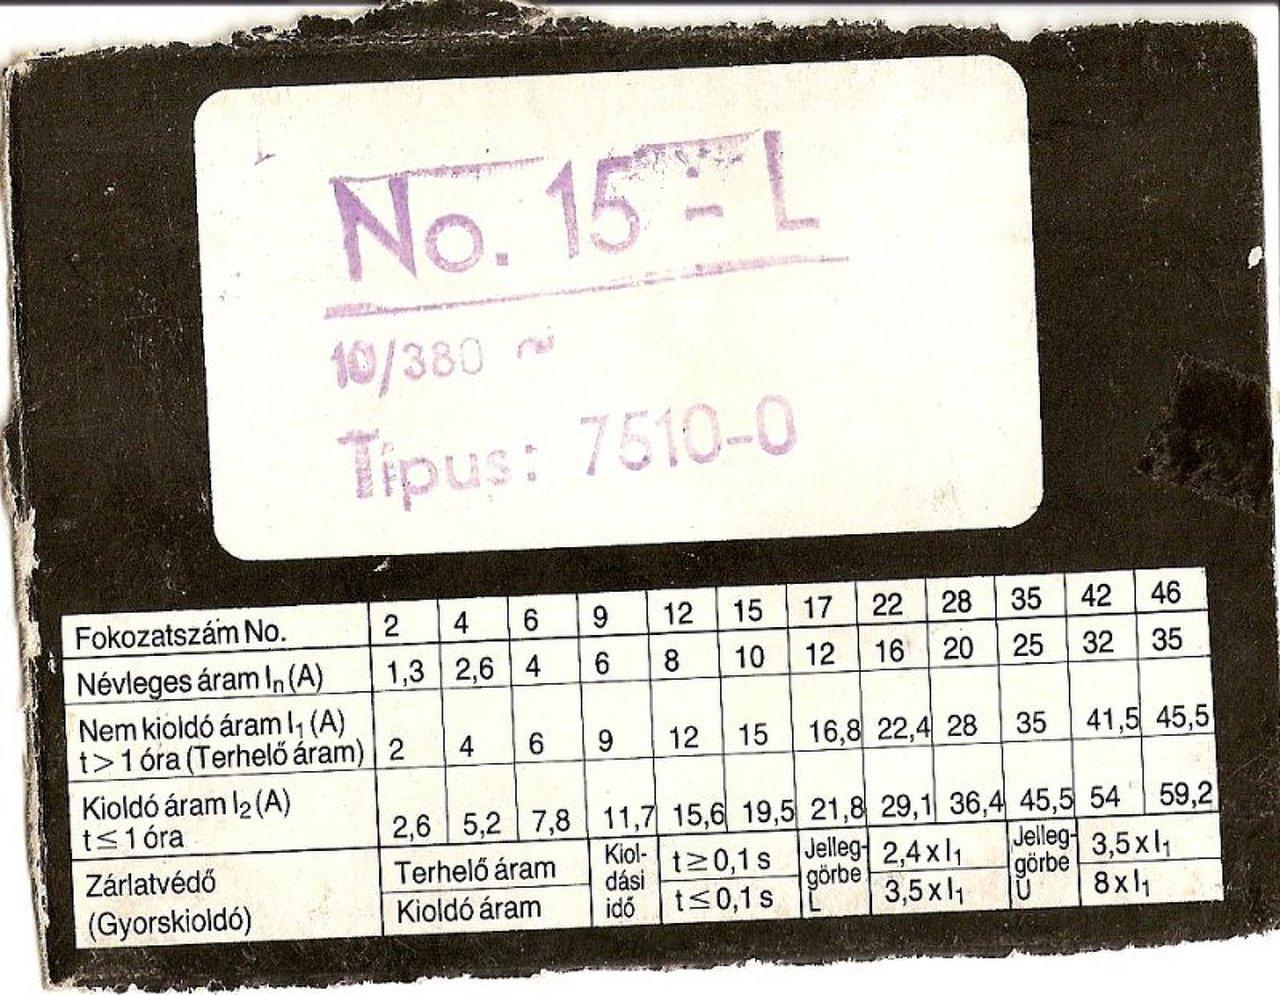 No. 15 - L
10/380 ~
Tipus: 7510-0
Fokozatszám No. 2 4 6 9 12 15 17 22 28 35 42 46
Névleges áram In (A) 1,3 2,6 4 6 8 10 12 16 20 25 32 35
Nem kioldó áram I1 (A)
t > 1 óra (Terhelő áram) 2 4 6 9 12 15 16,8 22,4 28 35 41,5 45,5
Kioldó áram I2 (A)
t ≤ 1 óra 2,6 5,2 7,8 11,7 15,6 19,5 21,8 29,1 36,4 45,5 54 59,2
Zárlatvédő
(Gyorskioldó)
Terhelő áram
Kioldó áram
Kiol-
dási
idő
t ≥ 0,1 s
t ≤ 0,1 s
Jelleg-
görbe
L
2,4 x I1
3,5 x I1
Jelleg-
görbe
U
3,5 x I1
8 x I1